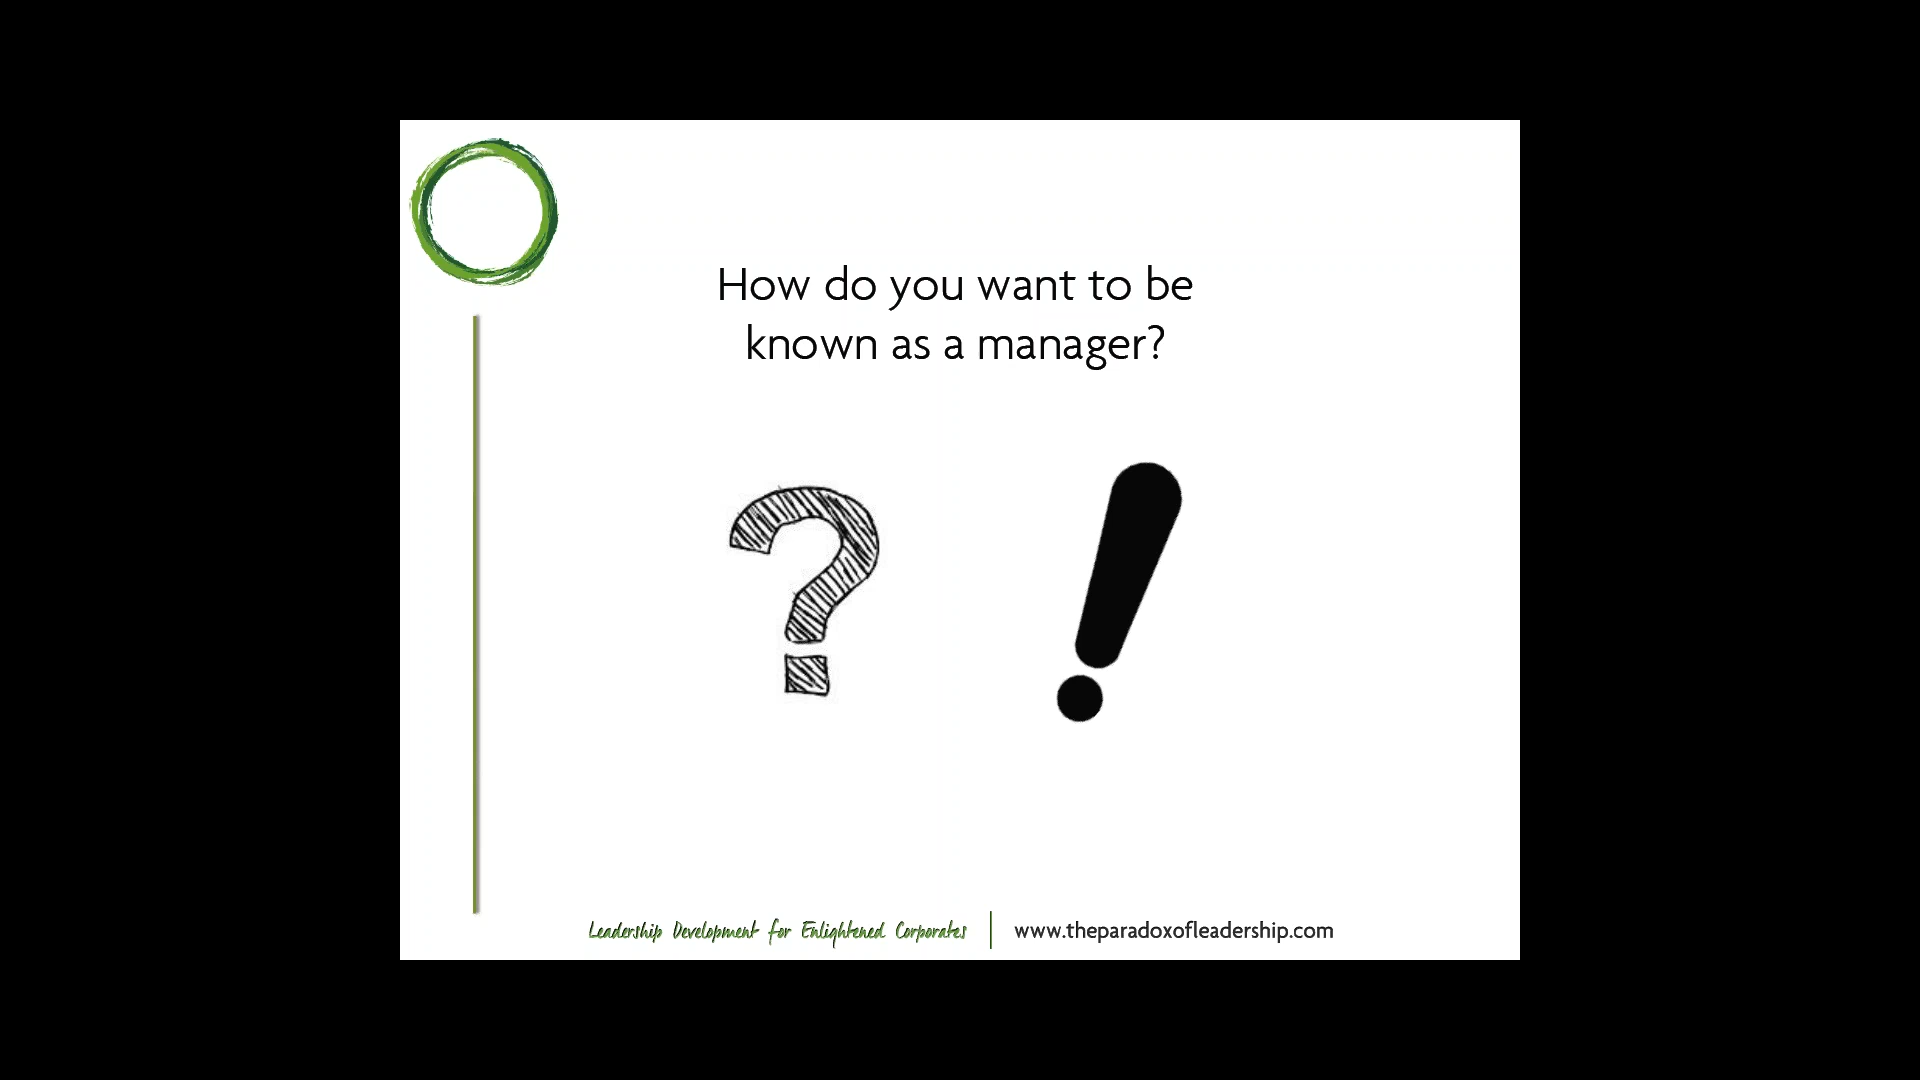 How do you want to be
known as a manager?
? !
Leadership Development for Enlightened Corporates | www.theparadoxofleadership.com